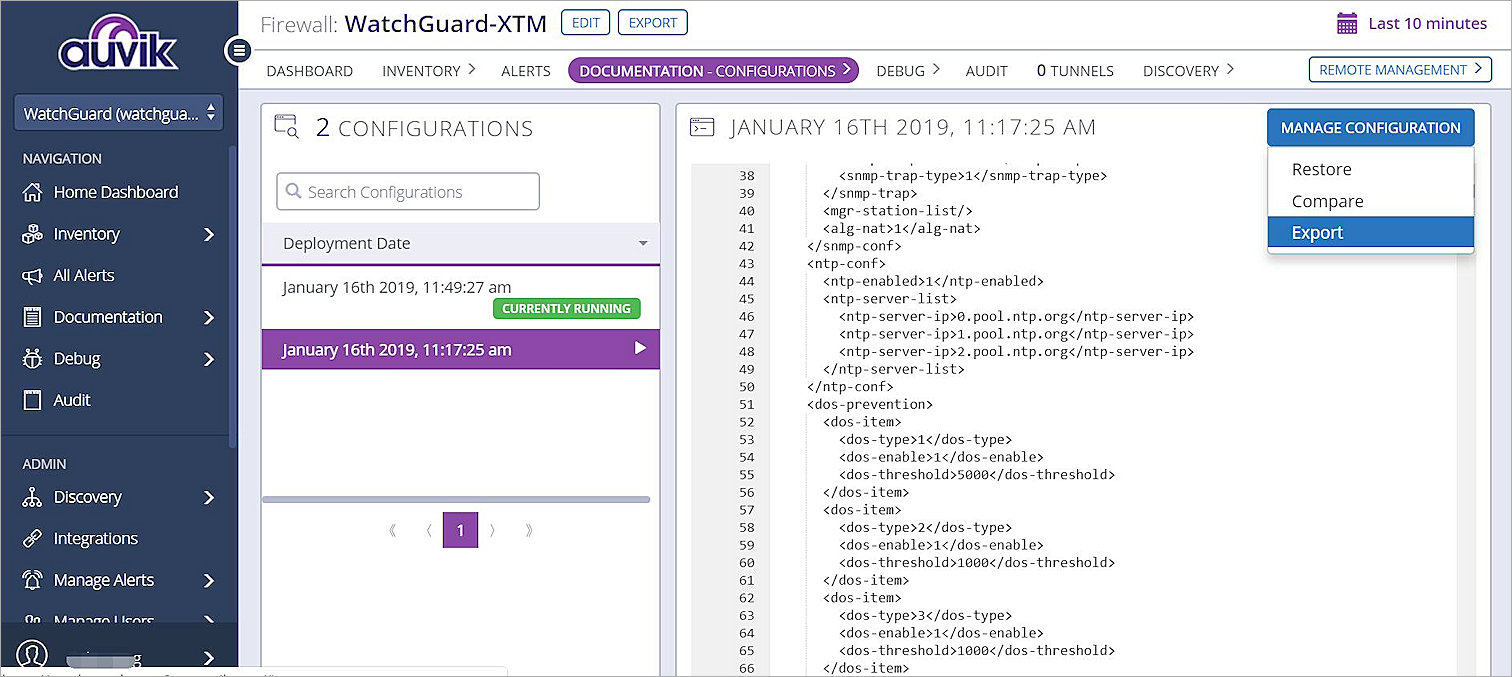 auvik
WatchGuard (watchgua...
NAVIGATION
Home Dashboard
Inventory
All Alerts
Documentation
Debug
Audit
ADMIN
Discovery
Integrations
Manage Alerts
Manage Users
Firewall: WatchGuard-XTM EDIT EXPORT Last 10 minutes
DASHBOARD INVENTORY ALERTS DOCUMENTATION - CONFIGURATIONS DEBUG AUDIT 0 TUNNELS DISCOVERY REMOTE MANAGEMENT
2 CONFIGURATIONS
Search Configurations
Deployment Date
January 16th 2019, 11:49:27 am
CURRENTLY RUNNING
January 16th 2019, 11:17:25 am
1
JANUARY 16TH 2019, 11:17:25 AM
MANAGE CONFIGURATION
Restore
Compare
Export
38 <snmp-trap-type>1</snmp-trap-type>
39 </snmp-trap>
40 <mgr-station-list/>
41 <alg-nat>1</alg-nat>
42 </snmp-conf>
43 <ntp-conf>
44 <ntp-enabled>1</ntp-enabled>
45 <ntp-server-list>
46 <ntp-server-ip>0.pool.ntp.org</ntp-server-ip>
47 <ntp-server-ip>1.pool.ntp.org</ntp-server-ip>
48 <ntp-server-ip>2.pool.ntp.org</ntp-server-ip>
49 </ntp-server-list>
50 </ntp-conf>
51 <dos-prevention>
52 <dos-item>
53 <dos-type>1</dos-type>
54 <dos-enable>1</dos-enable>
55 <dos-threshold>5000</dos-threshold>
56 </dos-item>
57 <dos-item>
58 <dos-type>2</dos-type>
59 <dos-enable>1</dos-enable>
60 <dos-threshold>1000</dos-threshold>
61 </dos-item>
62 <dos-item>
63 <dos-type>3</dos-type>
64 <dos-enable>1</dos-enable>
65 <dos-threshold>1000</dos-threshold>
66 </dos-item>